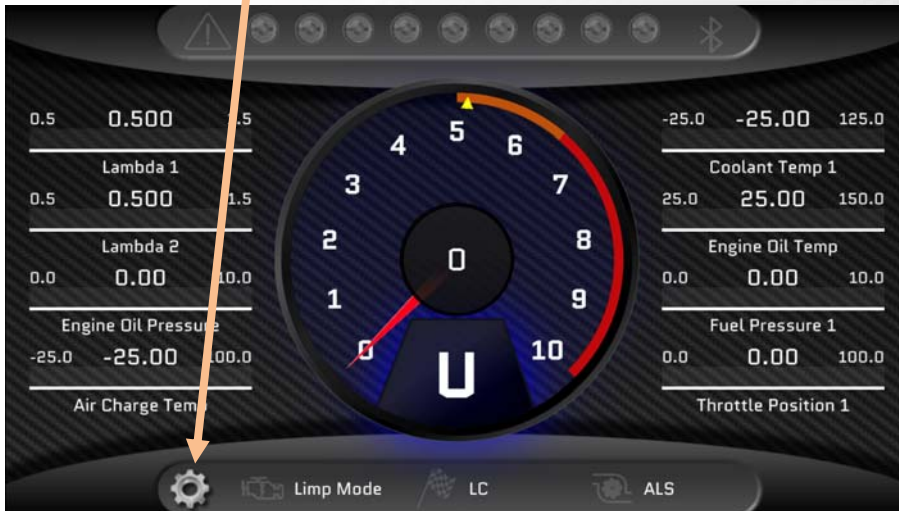 0.5 0.500 1.5
Lambda 1
0.5 0.500 1.5
Lambda 2
0.0 0.00 10.0
Engine Oil Pressure
-25.0 -25.00 100.0
Air Charge Temp
0
1
2
3
4
5
6
7
8
9
10
0
U
-25.0 -25.00 125.0
Coolant Temp 1
25.0 25.00 150.0
Engine Oil Temp
0.0 0.00 10.0
Fuel Pressure 1
0.0 0.00 100.0
Throttle Position 1
Limp Mode LC ALS